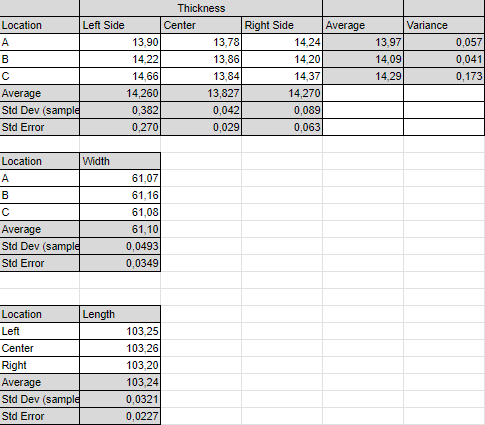 Thickness
Location Left Side Center Right Side Average Variance
A 13,90 13,78 14,24 13,97 0,057
B 14,22 13,86 14,20 14,09 0,041
C 14,66 13,84 14,37 14,29 0,173
Average 14,260 13,827 14,270
Std Dev (sample 0,382 0,042 0,089
Std Error 0,270 0,029 0,063
Location Width
A 61,07
B 61,16
C 61,08
Average 61,10
Std Dev (sample 0,0493
Std Error 0,0349
Location Length
Left 103,25
Center 103,26
Right 103,20
Average 103,24
Std Dev (sample 0,0321
Std Error 0,0227